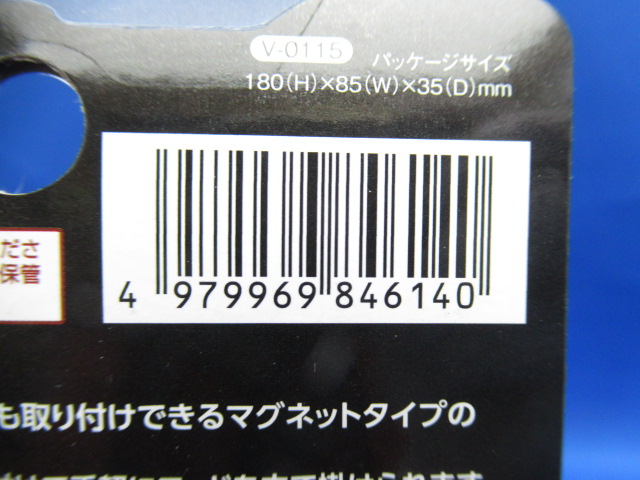 V-0115 パッケージサイズ
180(H)×85(W)×35(D)mm
ださ
保管
4 979969 846140
も取り付けできるマグネットタイプの